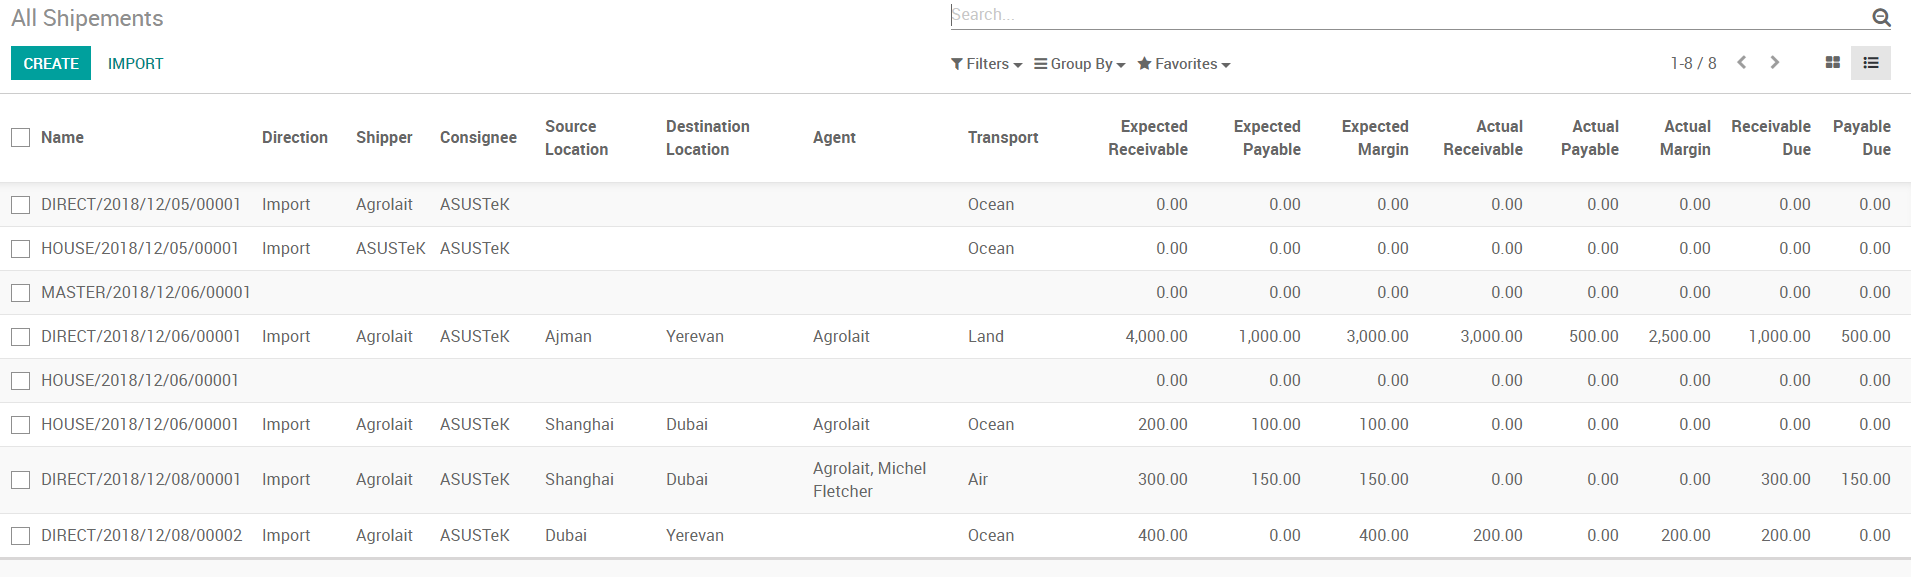 All Shipements
Search...
CREATE IMPORT
Filters Group By Favorites 1-8 / 8
Name Direction Shipper Consignee Source Location Destination Location Agent Transport Expected Receivable Expected Payable Expected Margin Actual Receivable Actual Payable Actual Margin Receivable Due Payable Due
DIRECT/2018/12/05/00001 Import Agrolait ASUSTeK Ocean 0.00 0.00 0.00 0.00 0.00 0.00 0.00 0.00
HOUSE/2018/12/05/00001 Import ASUSTeK ASUSTeK Ocean 0.00 0.00 0.00 0.00 0.00 0.00 0.00 0.00
MASTER/2018/12/06/00001 0.00 0.00 0.00 0.00 0.00 0.00 0.00 0.00
DIRECT/2018/12/06/00001 Import Agrolait ASUSTeK Ajman Yerevan Agrolait Land 4,000.00 1,000.00 3,000.00 3,000.00 500.00 2,500.00 1,000.00 500.00
HOUSE/2018/12/06/00001 0.00 0.00 0.00 0.00 0.00 0.00 0.00 0.00
HOUSE/2018/12/06/00001 Import Agrolait ASUSTeK Shanghai Dubai Agrolait Ocean 200.00 100.00 100.00 0.00 0.00 0.00 0.00 0.00
DIRECT/2018/12/08/00001 Import Agrolait ASUSTeK Shanghai Dubai Agrolait, Michel Fletcher Air 300.00 150.00 150.00 0.00 0.00 0.00 300.00 150.00
DIRECT/2018/12/08/00002 Import Agrolait ASUSTeK Dubai Yerevan Ocean 400.00 0.00 400.00 200.00 0.00 200.00 200.00 0.00